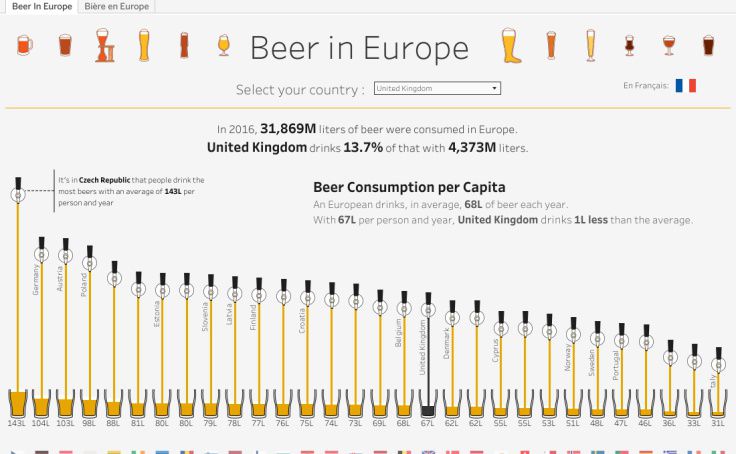 Beer In Europe
Bière en Europe
Beer in Europe
Select your country :
United Kingdom
En Français:
In 2016, 31,869M liters of beer were consumed in Europe.
United Kingdom drinks 13.7% of that with 4,373M liters.
It's in Czech Republic that people drink the
most beers with an average of 143L per
person and year
Beer Consumption per Capita
An European drinks, in average, 68L of beer each year.
With 67L per person and year, United Kingdom drinks 1L less than the average.
Germany
Austria
Poland
Estonia
Slovenia
Latvia
Finland
Croatia
Belgium
United Kingdom
Denmark
Cyprus
Norway
Sweden
Portugal
Italy
143L 104L 103L 98L 88L 81L 80L 80L 79L 78L 77L 76L 75L 74L 73L 68L 68L 67L 62L 62L 55L 55L 53L 51L 48L 47L 46L 36L 33L 31L